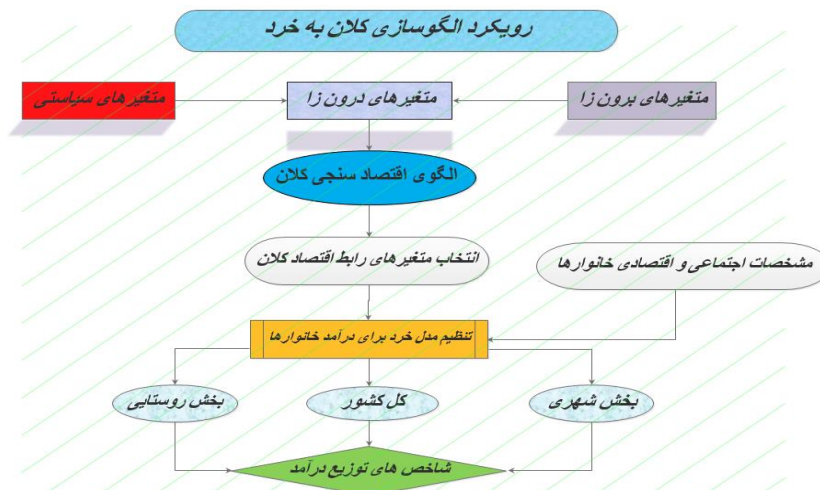 رویکرد الگوسازی کلان به خرد
متغیرهای برون زا
متغیرهای درون زا
متغیرهای سیاستی
الگوی اقتصاد سنجی کلان
انتخاب متغیرهای رابط اقتصاد کلان
مشخصات اجتماعی و اقتصادی خانوارها
تنظیم مدل خرد برای درآمد خانوارها
بخش شهری
کل کشور
بخش روستایی
شاخص های توزیع درآمد